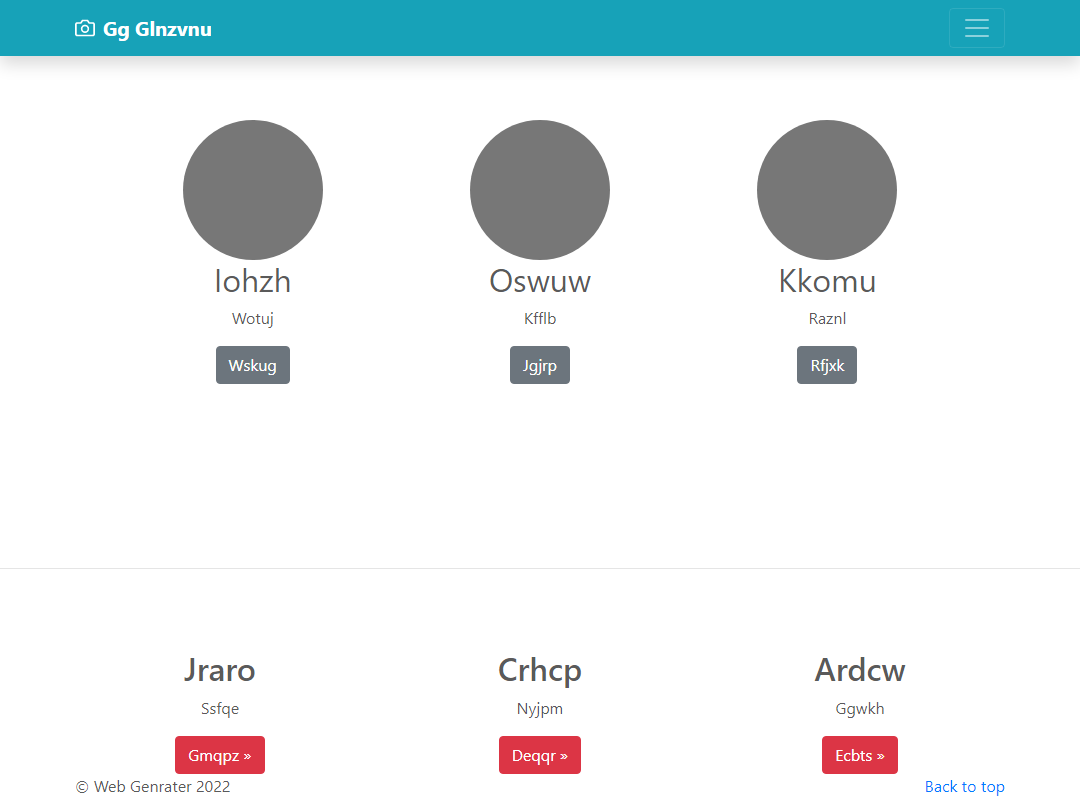 Gg Glnzvnu
Iohzh
Oswuw
Kkomu
Wotuj
Kfflb
Raznl
Wskug
Jgjrp
Rfjxk
Jraro
Crhcp
Ardcw
Ssfqe
Nyjpm
Ggwkh
Gmqpz »
Deqqr »
Ecbts »
© Web Genrater 2022
Back to top